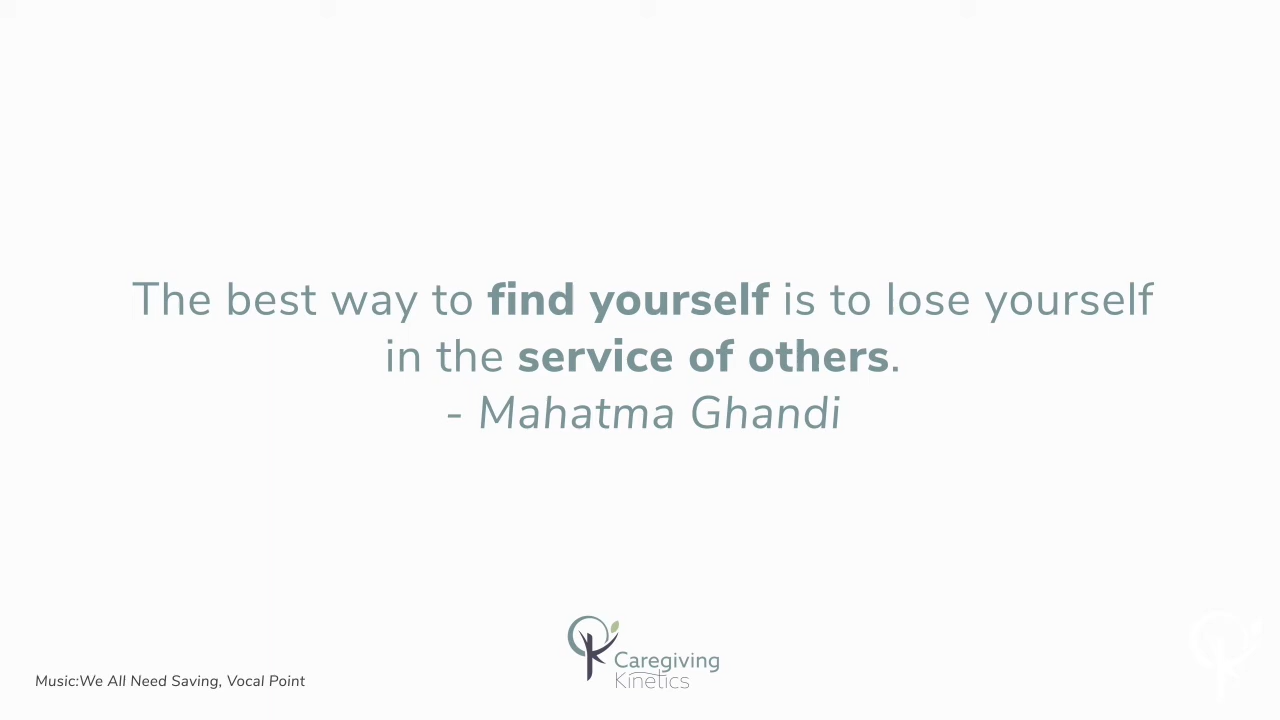 The best way to find yourself is to lose yourself
in the service of others.
- Mahatma Ghandi
Caregiving
Kinetics
Music:We All Need Saving, Vocal Point